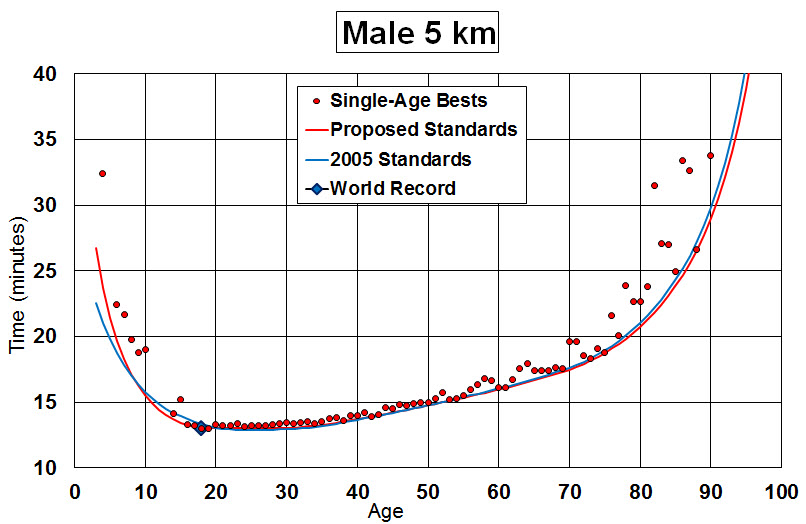 Male 5 km
40
35
30
25
20
15
10
Time (minutes)
Single-Age Bests
Proposed Standards
2005 Standards
World Record
0 10 20 30 40 50 60 70 80 90 100
Age